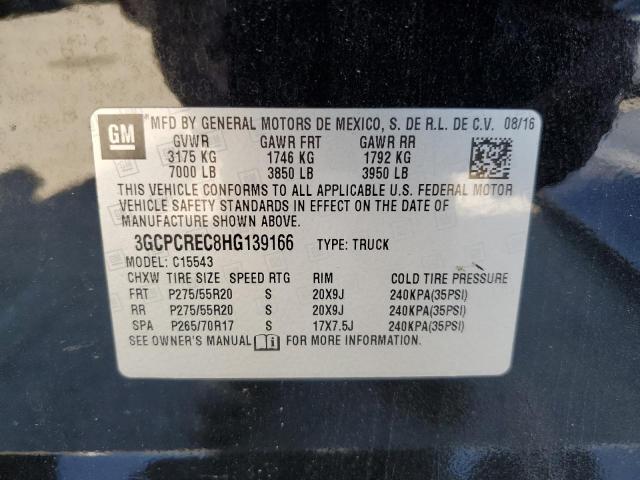 GM
MFD BY GENERAL MOTORS DE MEXICO, S. DE R.L. DE C.V. 08/16
GVWR GAWR FRT GAWR RR
3175 KG 1746 KG 1792 KG
7000 LB 3850 LB 3950 LB
THIS VEHICLE CONFORMS TO ALL APPLICABLE U.S. FEDERAL MOTOR
VEHICLE SAFETY STANDARDS IN EFFECT ON THE DATE OF
MANUFACTURE SHOWN ABOVE.
3GCPCREC8HG139166 TYPE: TRUCK
MODEL: C15543
CHXW TIRE SIZE SPEED RTG RIM COLD TIRE PRESSURE
FRT P275/55R20 S 20X9J 240KPA(35PSI)
RR P275/55R20 S 20X9J 240KPA(35PSI)
SPA P265/70R17 S 17X7.5J 240KPA(35PSI)
SEE OWNER'S MANUAL FOR MORE INFORMATION.